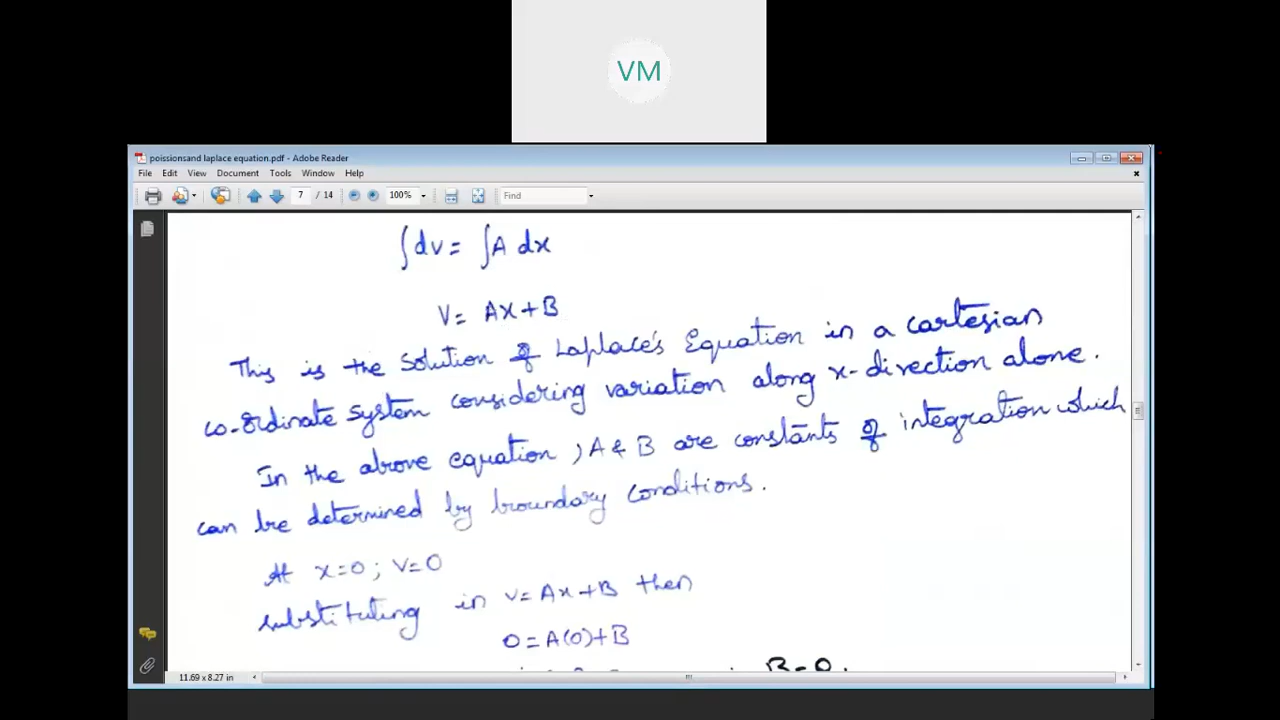 VM
poissionsand laplace equation.pdf - Adobe Reader
File Edit View Document Tools Window Help
7 / 14 100% Find
∫dv = ∫A dx
V = Ax + B
This is the solution of Laplace's Equation in a cartesian
co-ordinate system considering variation along x-direction alone.
In the above equation, A & B are constants of integration which
can be determined by boundary conditions.
At x=0; V=0
substituting in V= Ax+B then
0 = A(0)+B
B=0.
11.69 x 8.27 in